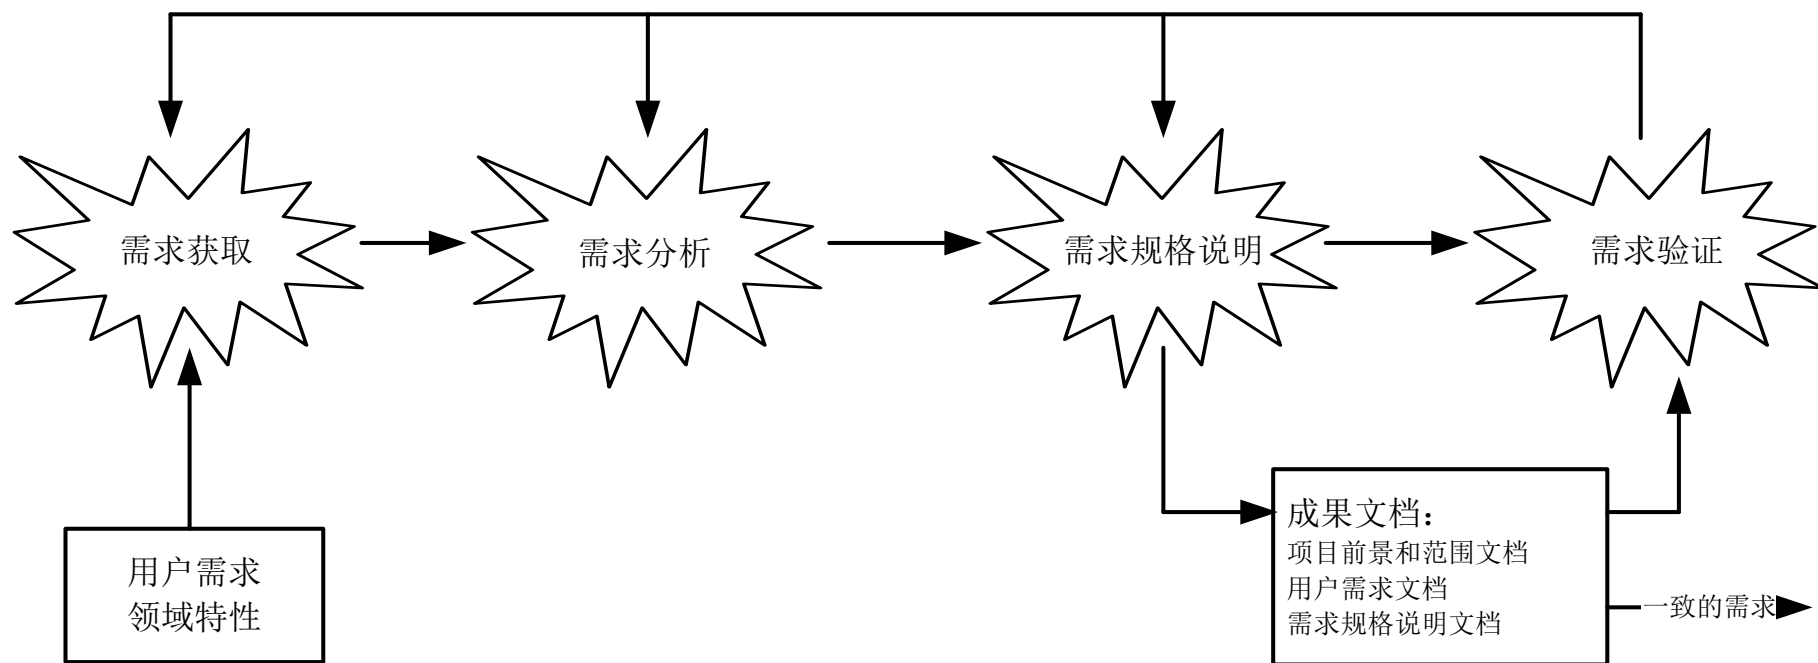 需求获取
需求分析
需求规格说明
需求验证
用户需求
领域特性
成果文档：
项目前景和范围文档
用户需求文档
需求规格说明文档
一致的需求